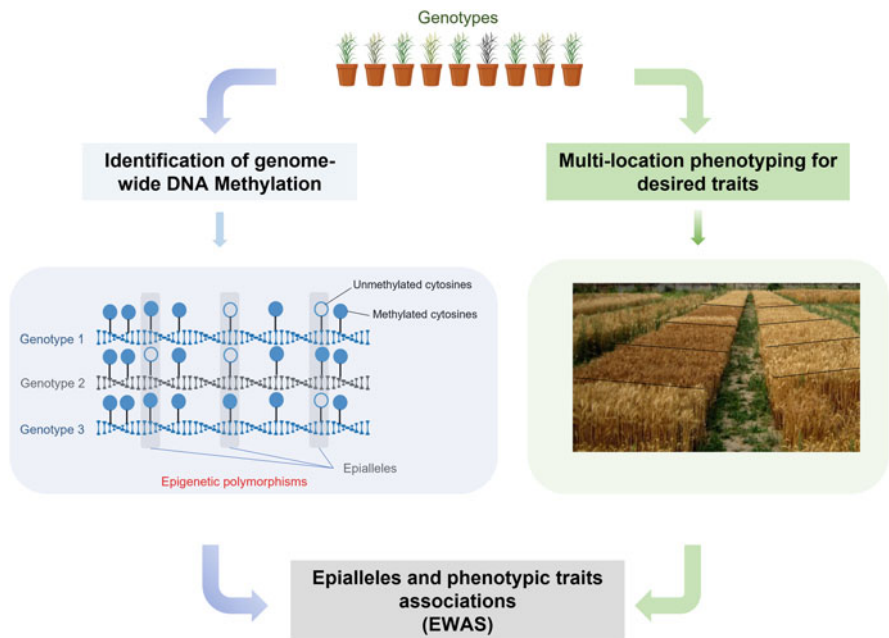 Genotypes
Identification of genome-
wide DNA Methylation
Multi-location phenotyping for
desired traits
Unmethylated cytosines
Methylated cytosines
Genotype 1
Genotype 2
Genotype 3
Epialleles
Epigenetic polymorphisms
Epialleles and phenotypic traits
associations
(EWAS)